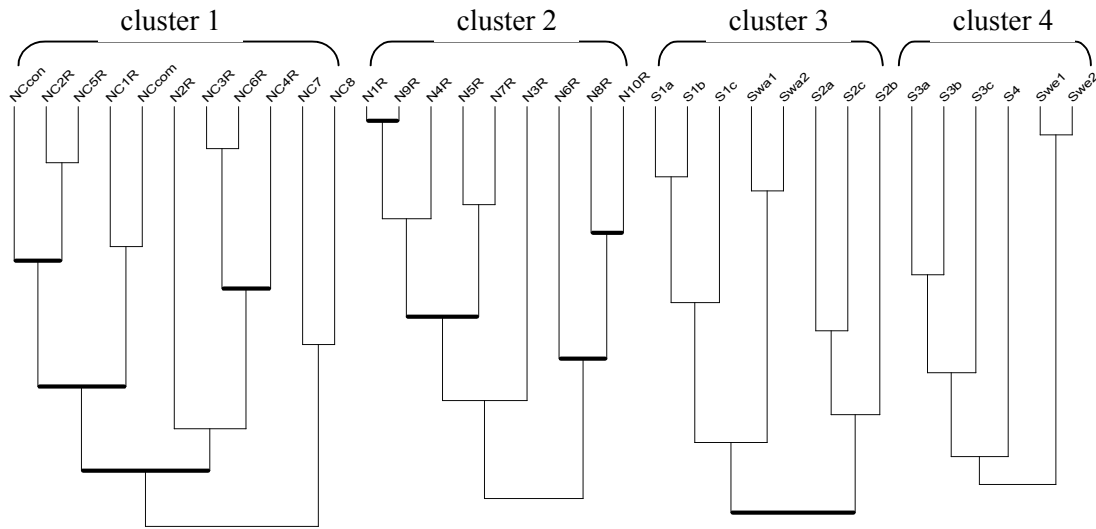 cluster 1 cluster 2 cluster 3 cluster 4
NCcon NC2R NC5R NC1R NCcom N2R NC3R NC6R NC4R NC7 NC8 N1R N9R N4R N5R N7R N3R N6R N8R N10R S1a S1b S1c Swa1 Swa2 S2a S2c S2b S3a S3b S3c S4 Swe1 Swe2